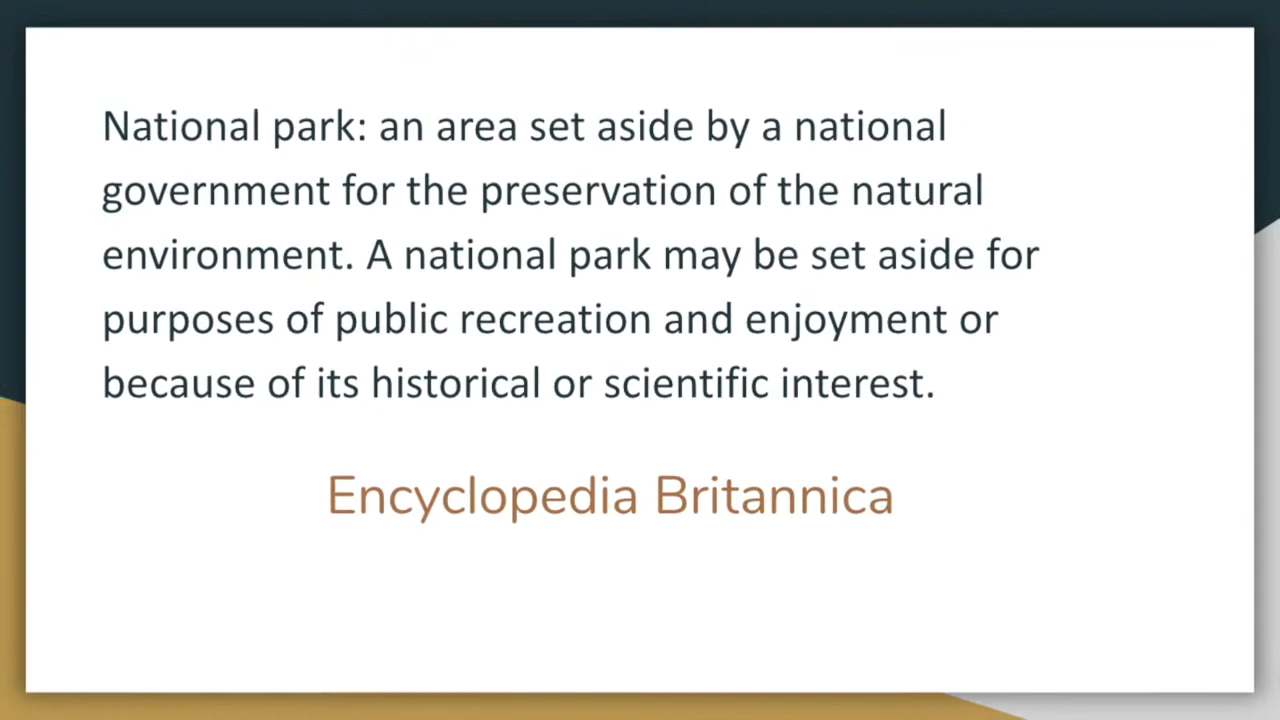 National park: an area set aside by a national
government for the preservation of the natural
environment. A national park may be set aside for
purposes of public recreation and enjoyment or
because of its historical or scientific interest.
Encyclopedia Britannica